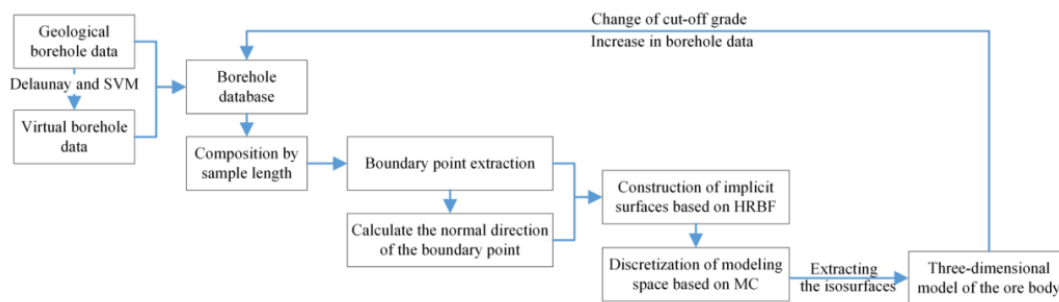 Geological borehole
data
Delaunay and SVM
Virtual borehole
data
Borehole
database
Composition by
sample length
Boundary point extraction
Calculate the normal direction
of the boundary point
Construction of implicit
surfaces based on HRBF
Discretization of modeling
space based on MC
Extracting
the isosurfaces
Three-dimensional
model of the ore body
Change of cut-off grade
Increase in borehole data